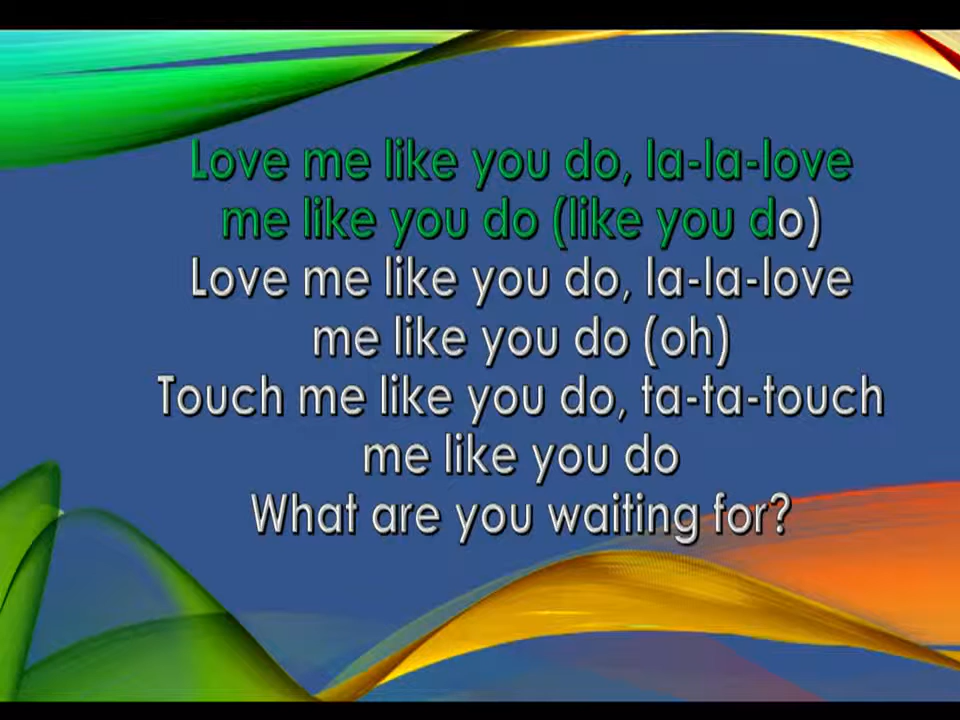 Love me like you do, la-la-love
me like you do (like you do)
Love me like you do, la-la-love
me like you do (oh)
Touch me like you do, ta-ta-touch
me like you do
What are you waiting for?